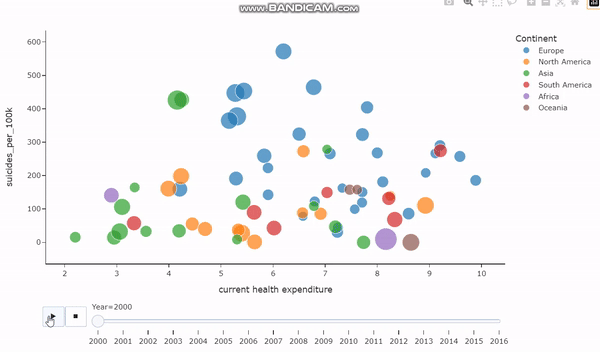 www.BANDICAM.com
Continent
Europe
North America
Asia
South America
Africa
Oceania
suicides_per_100k
600
500
400
300
200
100
0
2 3 4 5 6 7 8 9 10
current health expenditure
Year=2000
2000 2001 2002 2003 2004 2005 2006 2007 2008 2009 2010 2011 2012 2013 2014 2015 2016